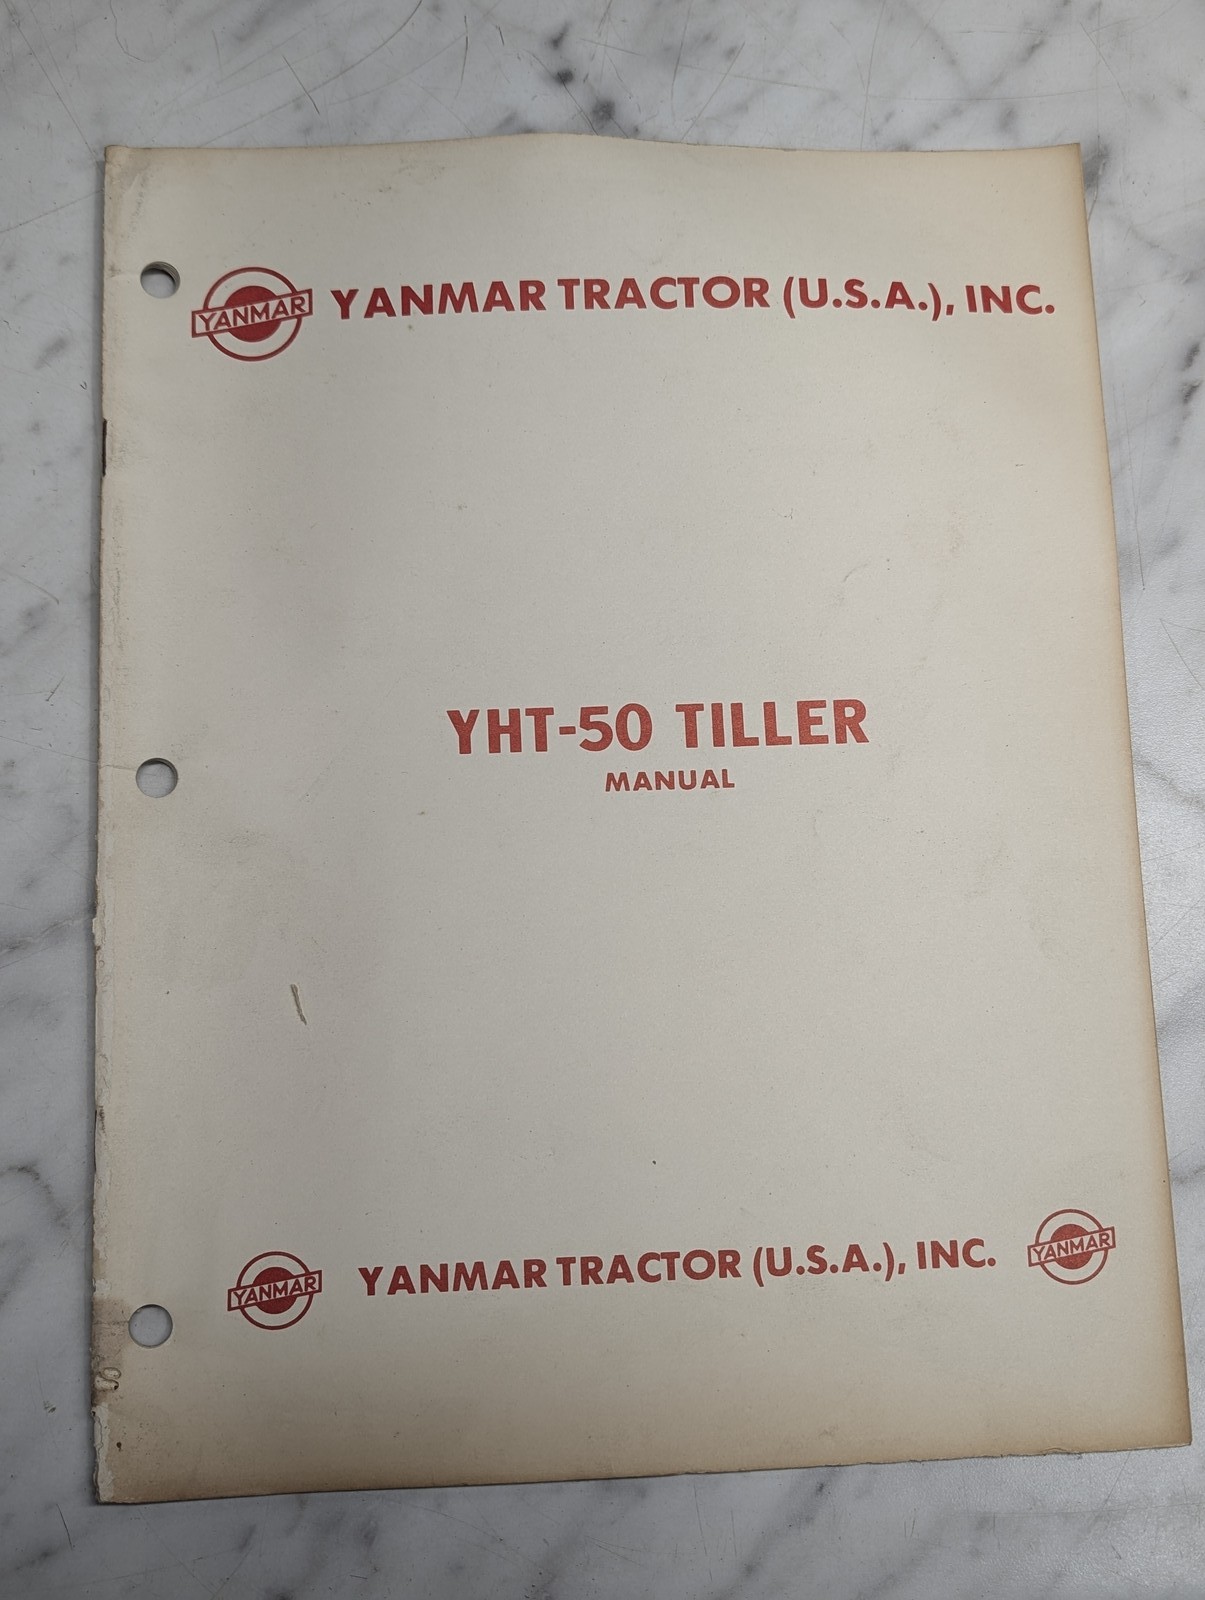 YANMAR YANMAR TRACTOR (U.S.A.), INC.
YHT-50 TILLER
MANUAL
YANMAR YANMAR TRACTOR (U.S.A.), INC. YANMAR